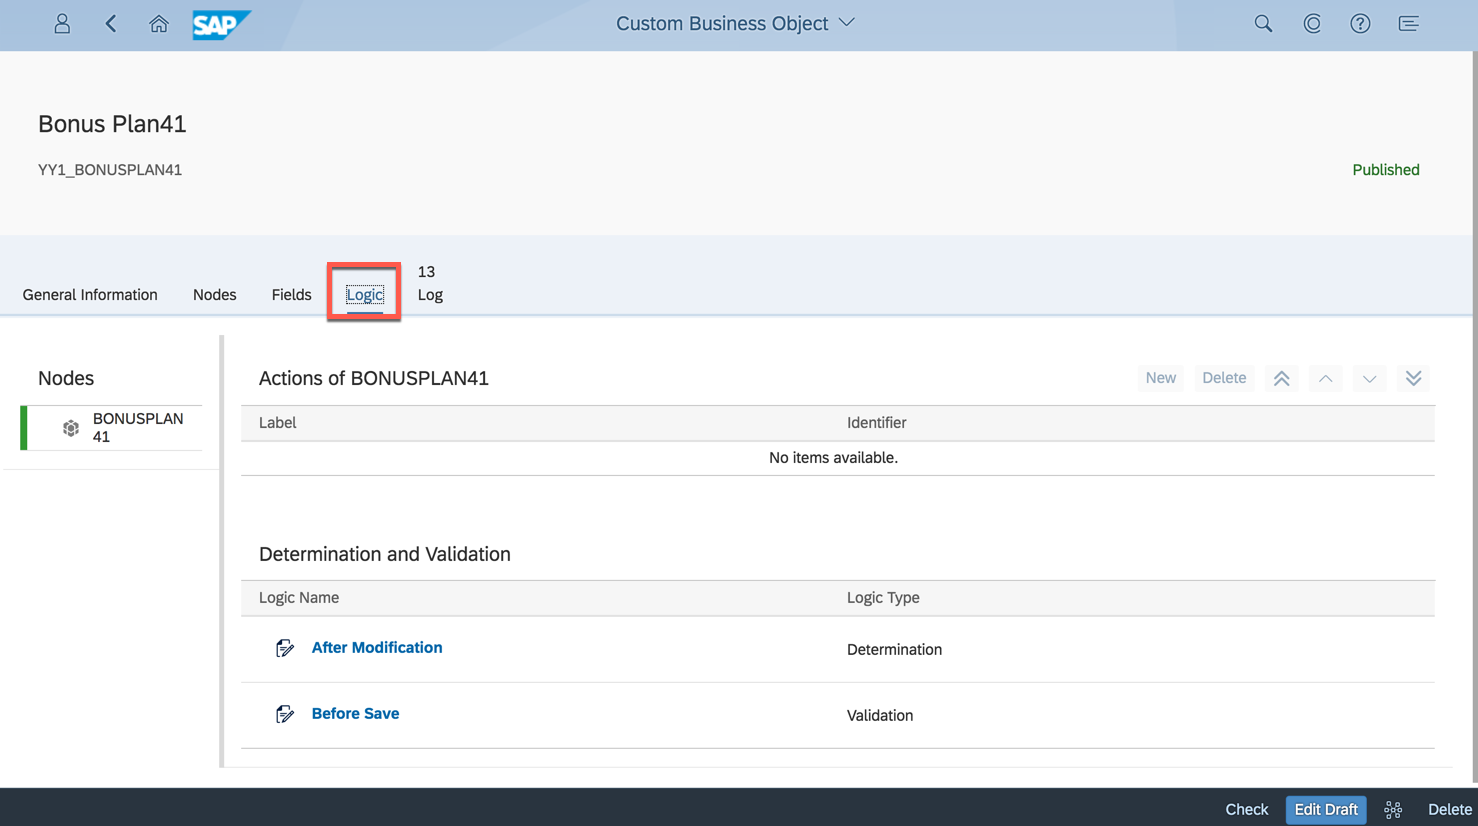 SAP
Custom Business Object
Bonus Plan41
YY1_BONUSPLAN41
Published
General Information
Nodes
Fields
Logic
13
Log
Nodes
BONUSPLAN
41
Actions of BONUSPLAN41
New
Delete
Label
Identifier
No items available.
Determination and Validation
Logic Name
Logic Type
After Modification
Determination
Before Save
Validation
Check
Edit Draft
Delete